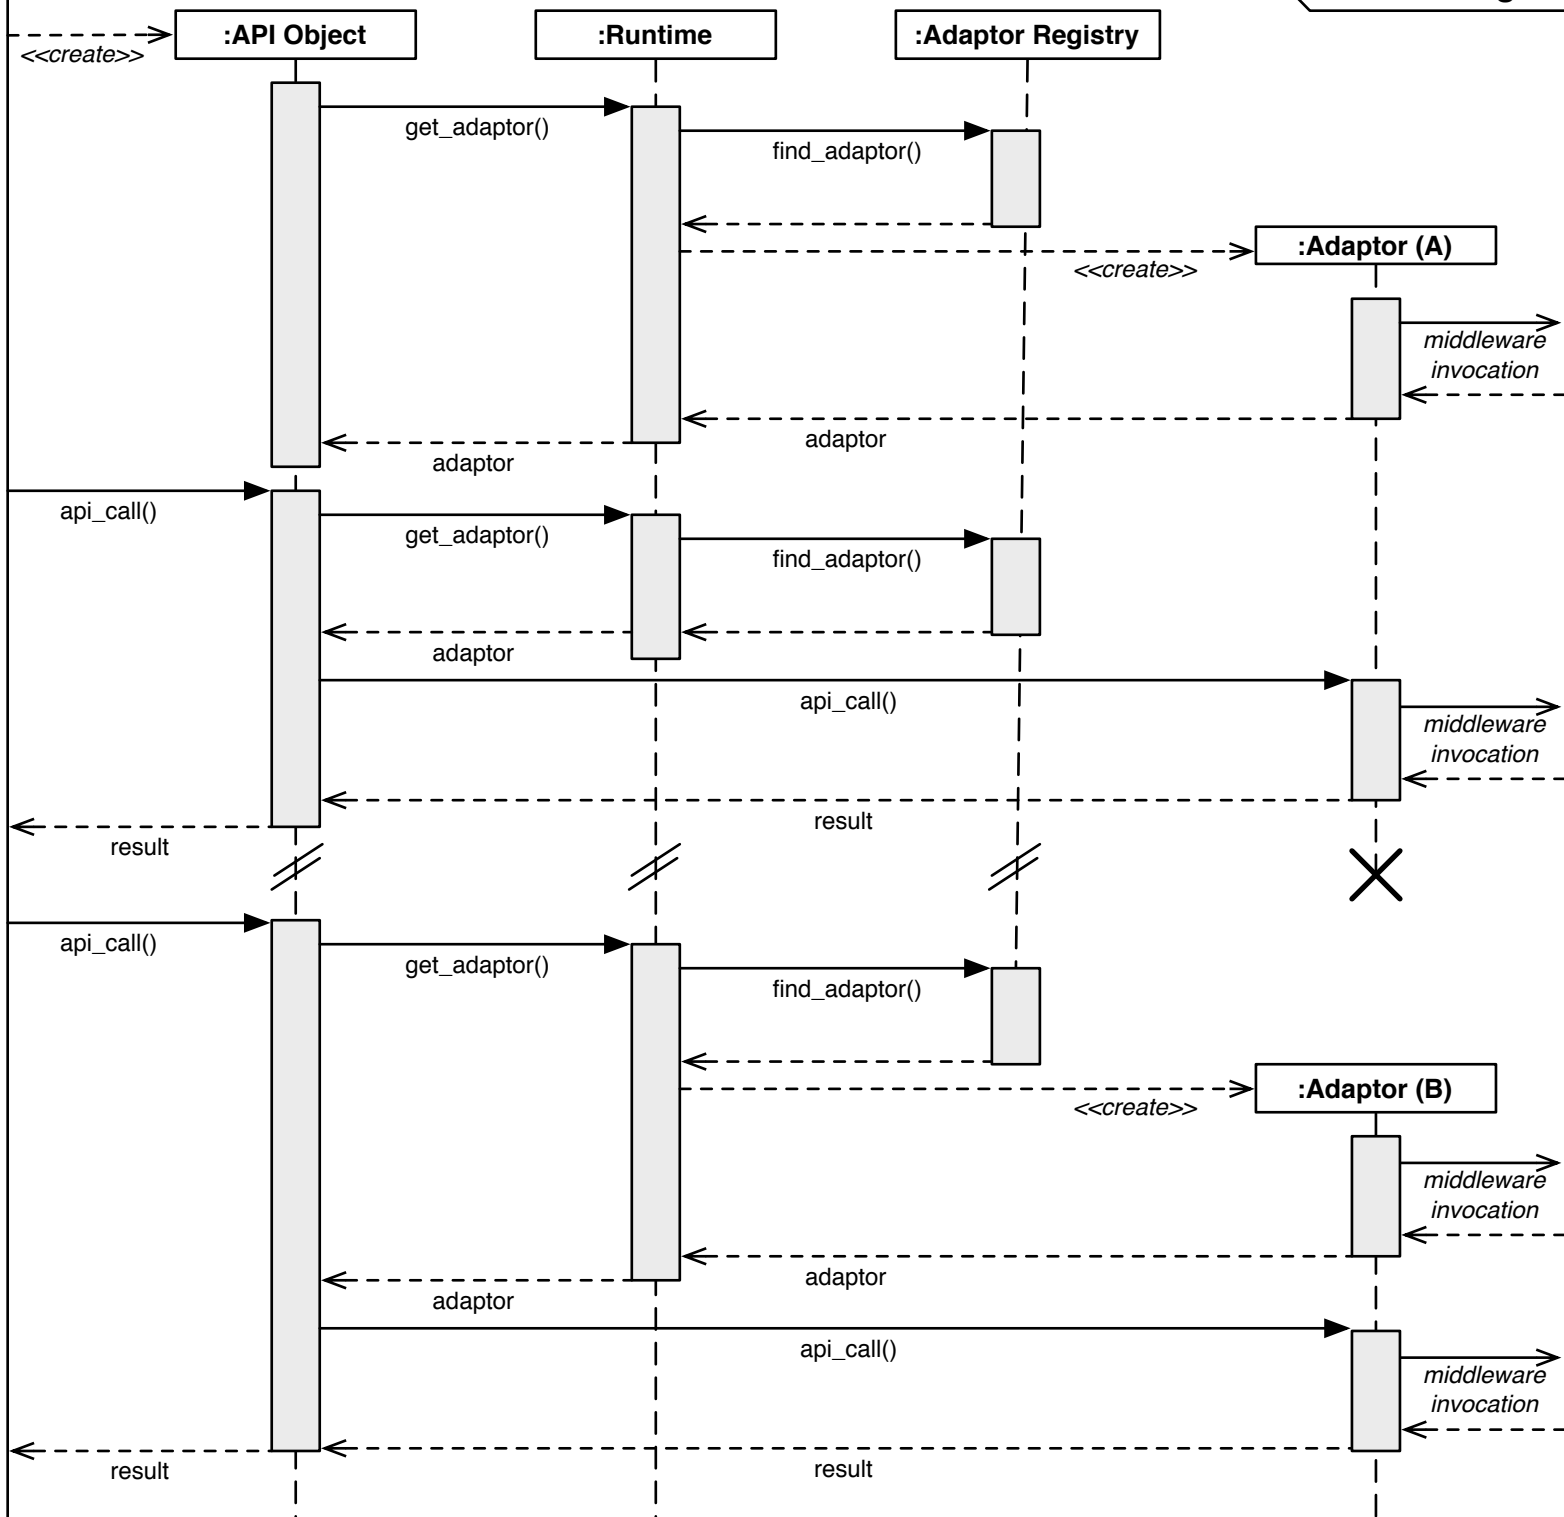 :API Object
:Runtime
:Adaptor Registry
<<create>>
get_adaptor()
find_adaptor()
:Adaptor (A)
<<create>>
middleware
invocation
adaptor
adaptor
api_call()
get_adaptor()
find_adaptor()
adaptor
api_call()
middleware
invocation
result
result
api_call()
get_adaptor()
find_adaptor()
:Adaptor (B)
<<create>>
middleware
invocation
adaptor
adaptor
api_call()
middleware
invocation
result
result